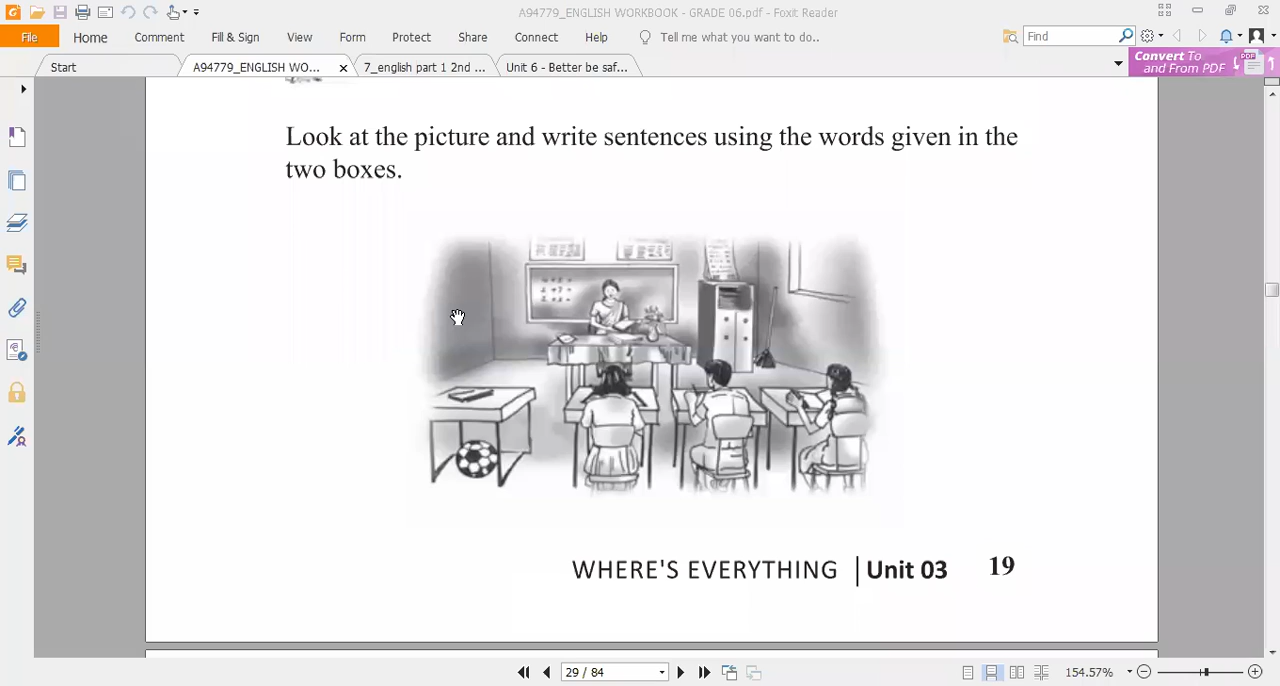 A94779_ENGLISH WORKBOOK - GRADE 06.pdf - Foxit Reader
File Home Comment Fill & Sign View Form Protect Share Connect Help Tell me what you want to do.. Find
Start A94779_ENGLISH WO... 7_english part 1 2nd ... Unit 6 - Better be saf...
Convert To
and From PDF
PDF
Look at the picture and write sentences using the words given in the
two boxes.
WHERE'S EVERYTHING | Unit 03 19
29 / 84 154.57%